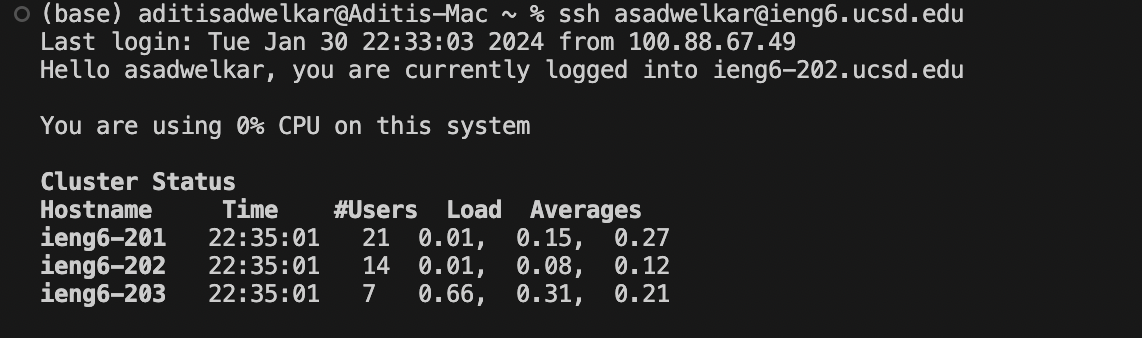 (base) aditisadwelkar@Aditis-Mac ~ % ssh asadwelkar@ieng6.ucsd.edu
Last login: Tue Jan 30 22:33:03 2024 from 100.88.67.49
Hello asadwelkar, you are currently logged into ieng6-202.ucsd.edu
You are using 0% CPU on this system
Cluster Status
Hostname     Time    #Users  Load  Averages
ieng6-201   22:35:01   21  0.01,  0.15,  0.27
ieng6-202   22:35:01   14  0.01,  0.08,  0.12
ieng6-203   22:35:01   7   0.66,  0.31,  0.21